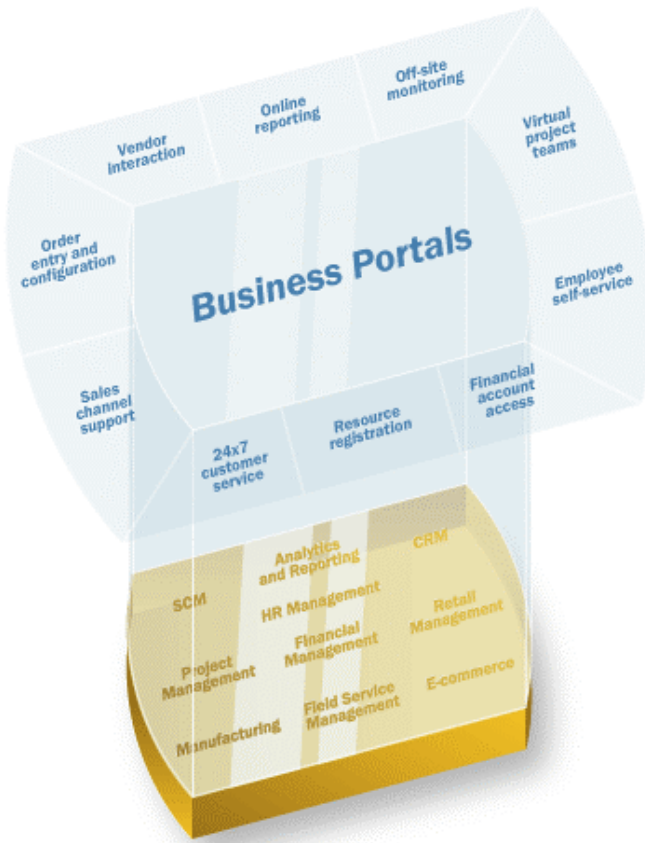 Off-site
monitoring
Online
reporting
Vendor
Interaction
Virtual
project
teams
Order
entry and
configuration
Business Portals
Employee
self-service
Sales
channel
support
Financial
account
access
Resource
registration
24x7
customer
service
Analytics
and Reporting
CRM
SCM
HR Management
Retail
Management
Financial
Management
Project
Management
E-commerce
Field Service
Management
Manufacturing